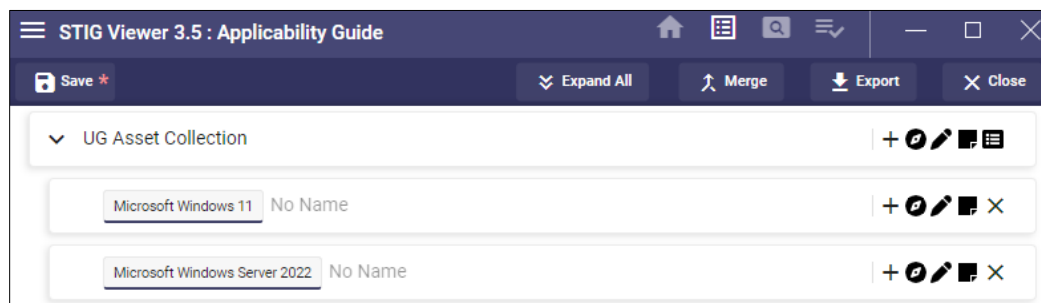 STIG Viewer 3.5 : Applicability Guide
Save * Expand All Merge Export Close
UG Asset Collection
Microsoft Windows 11 No Name
Microsoft Windows Server 2022 No Name